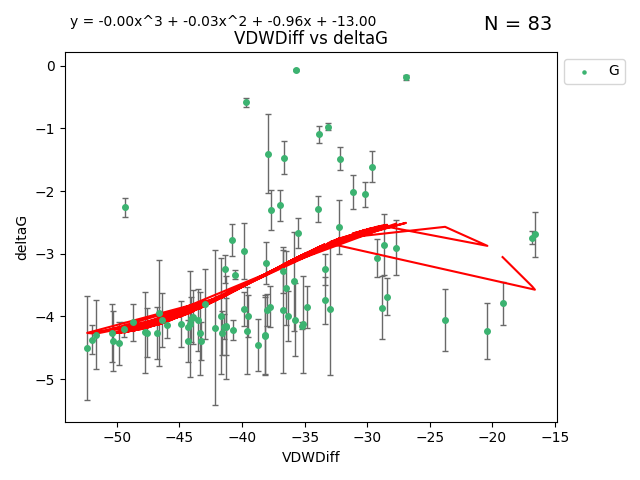 y = -0.00x^3 + -0.03x^2 + -0.96x + -13.00
N = 83
VDWDiff vs deltaG
G
0
−1
−2
−3
−4
−5
deltaG
−50 −45 −40 −35 −30 −25 −20 −15
VDWDiff